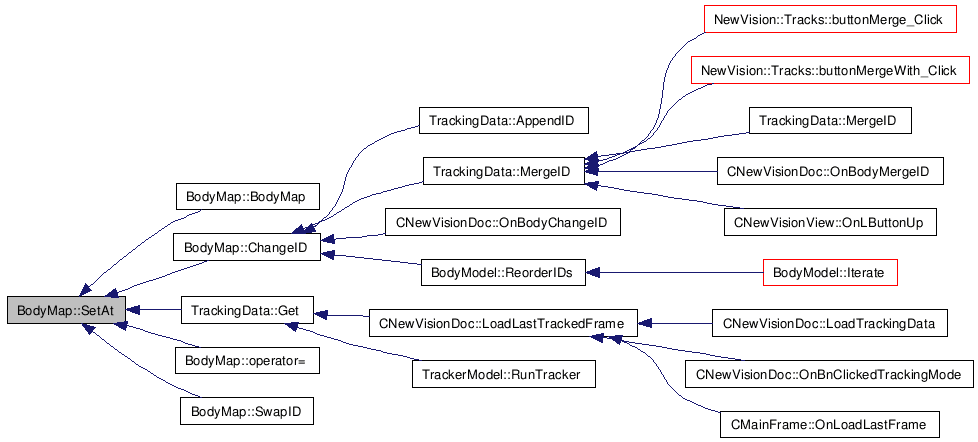 NewVision::Tracks::buttonMerge_Click
NewVision::Tracks::buttonMergeWith_Click
TrackingData::AppendID
TrackingData::MergeID
TrackingData::MergeID
CNewVisionDoc::OnBodyMergeID
BodyMap::BodyMap
CNewVisionDoc::OnBodyChangeID
CNewVisionView::OnLButtonUp
BodyMap::ChangeID
BodyModel::ReorderIDs
BodyModel::Iterate
BodyMap::SetAt
TrackingData::Get
CNewVisionDoc::LoadLastTrackedFrame
CNewVisionDoc::LoadTrackingData
BodyMap::operator=
TrackerModel::RunTracker
CNewVisionDoc::OnBnClickedTrackingMode
BodyMap::SwapID
CMainFrame::OnLoadLastFrame